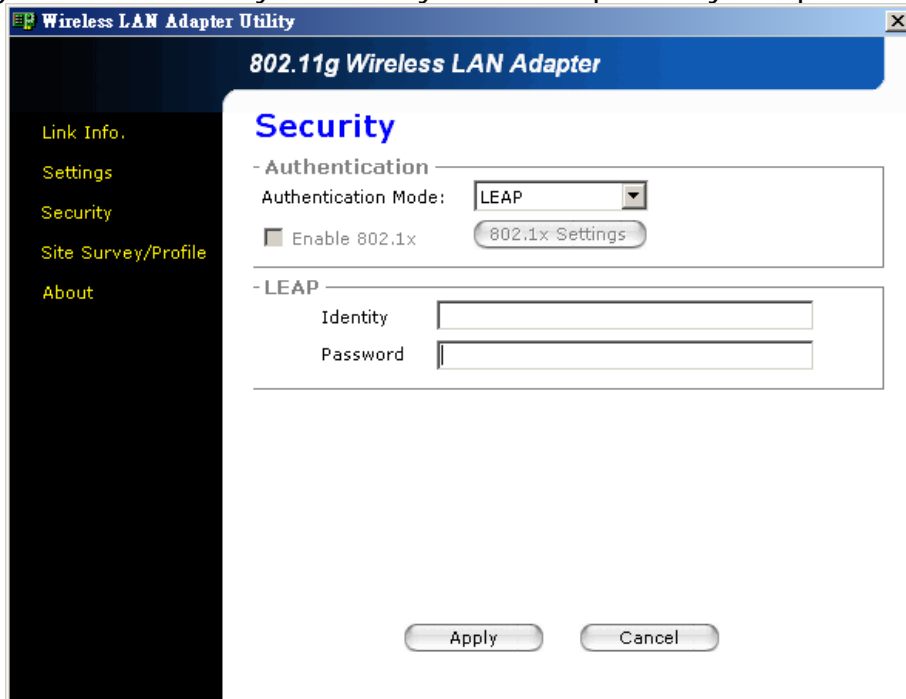 Wireless LAN Adapter Utility
802.11g Wireless LAN Adapter
Link Info.
Settings
Security
Site Survey/Profile
About
Security
Authentication
Authentication Mode: LEAP
Enable 802.1x 802.1x Settings
LEAP
Identity
Password
Apply Cancel